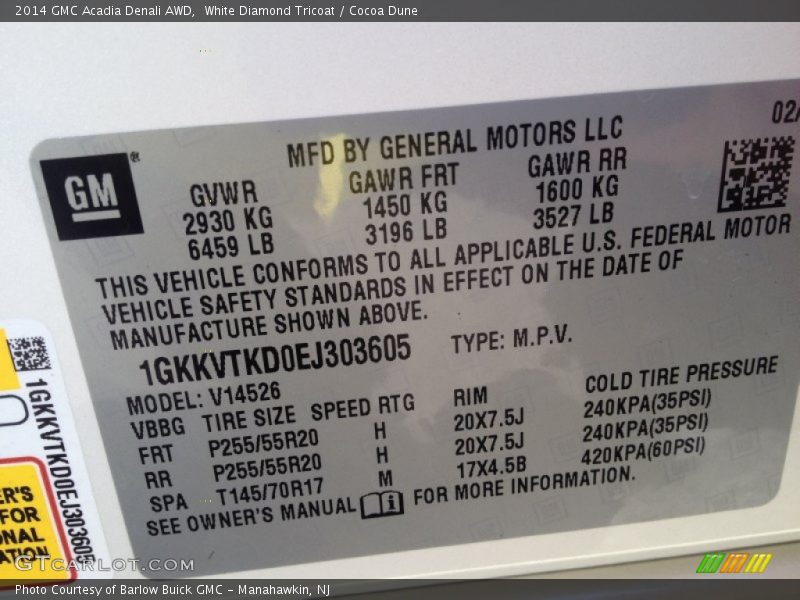 2014 GMC Acadia Denali AWD,  White Diamond Tricoat / Cocoa Dune
02/
MFD BY GENERAL MOTORS LLC
GM®
GVWR GAWR FRT GAWR RR
2930 KG 1450 KG 1600 KG
6459 LB 3196 LB 3527 LB
THIS VEHICLE CONFORMS TO ALL APPLICABLE U.S. FEDERAL MOTOR
VEHICLE SAFETY STANDARDS IN EFFECT ON THE DATE OF
MANUFACTURE SHOWN ABOVE.
1GKKVTKD0EJ303605 TYPE: M.P.V.
MODEL: V14526
VBBG TIRE SIZE SPEED RTG RIM COLD TIRE PRESSURE
FRT P255/55R20 H 20X7.5J 240KPA(35PSI)
RR P255/55R20 H 20X7.5J 240KPA(35PSI)
SPA T145/70R17 M 17X4.5B 420KPA(60PSI)
SEE OWNER'S MANUAL FOR MORE INFORMATION.
1GKKVTKD0EJ303605
ER'S
FOR
ONAL
ATION
GTcarlot.com
Photo Courtesy of Barlow Buick GMC – Manahawkin, NJ